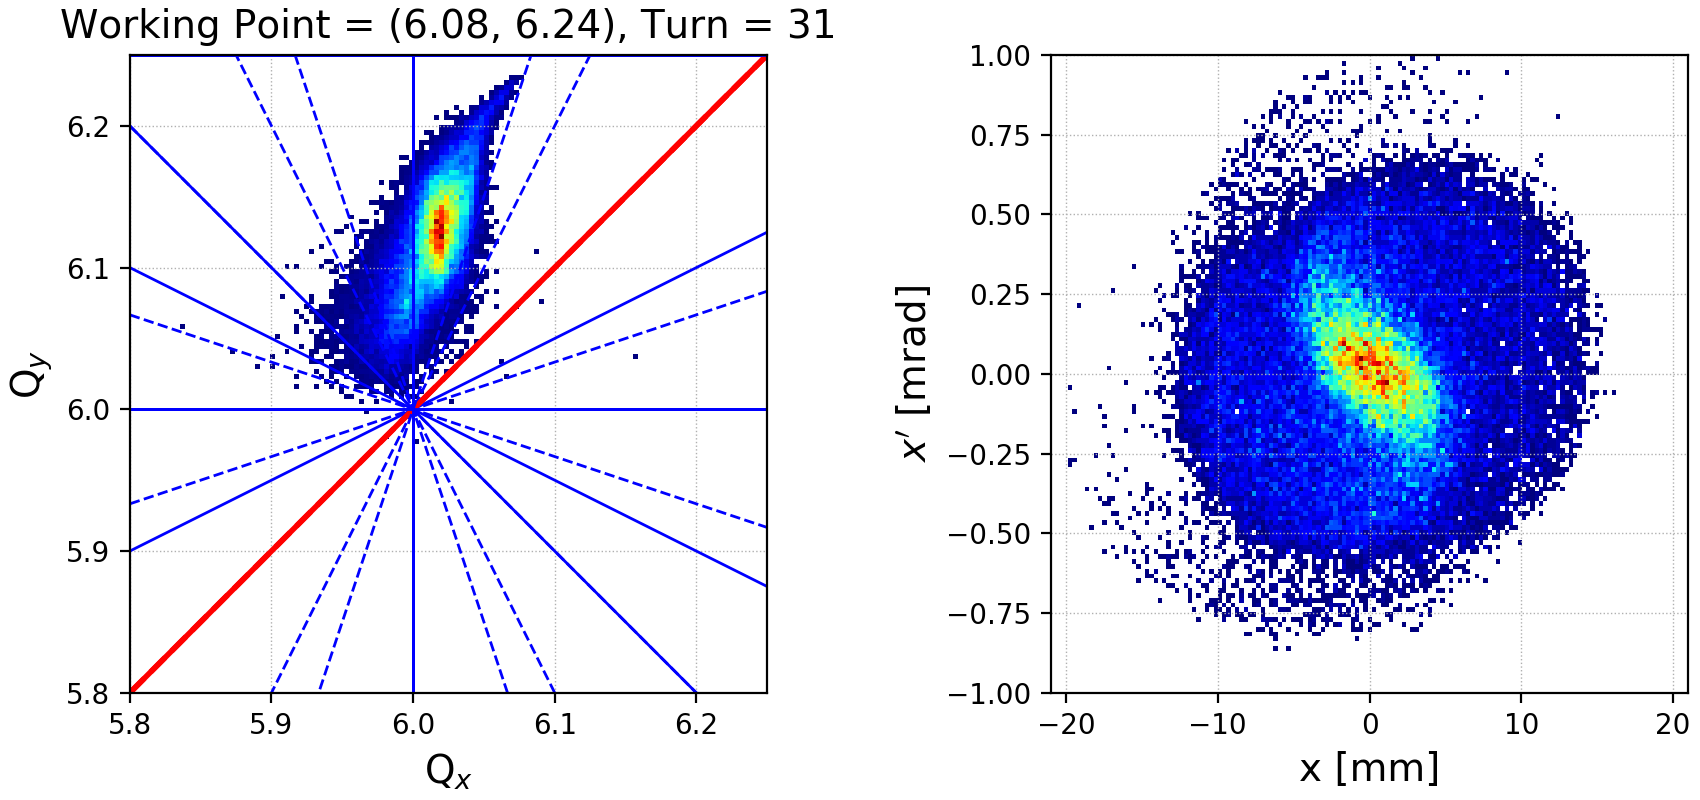 Working Point = (6.08, 6.24), Turn = 31
6.2
6.1
6.0
5.9
5.8
Qy
5.8 5.9 6.0 6.1 6.2
Qx
1.00
0.75
0.50
0.25
0.00
−0.25
−0.50
−0.75
−1.00
x′ [mrad]
−20 −10 0 10 20
x [mm]